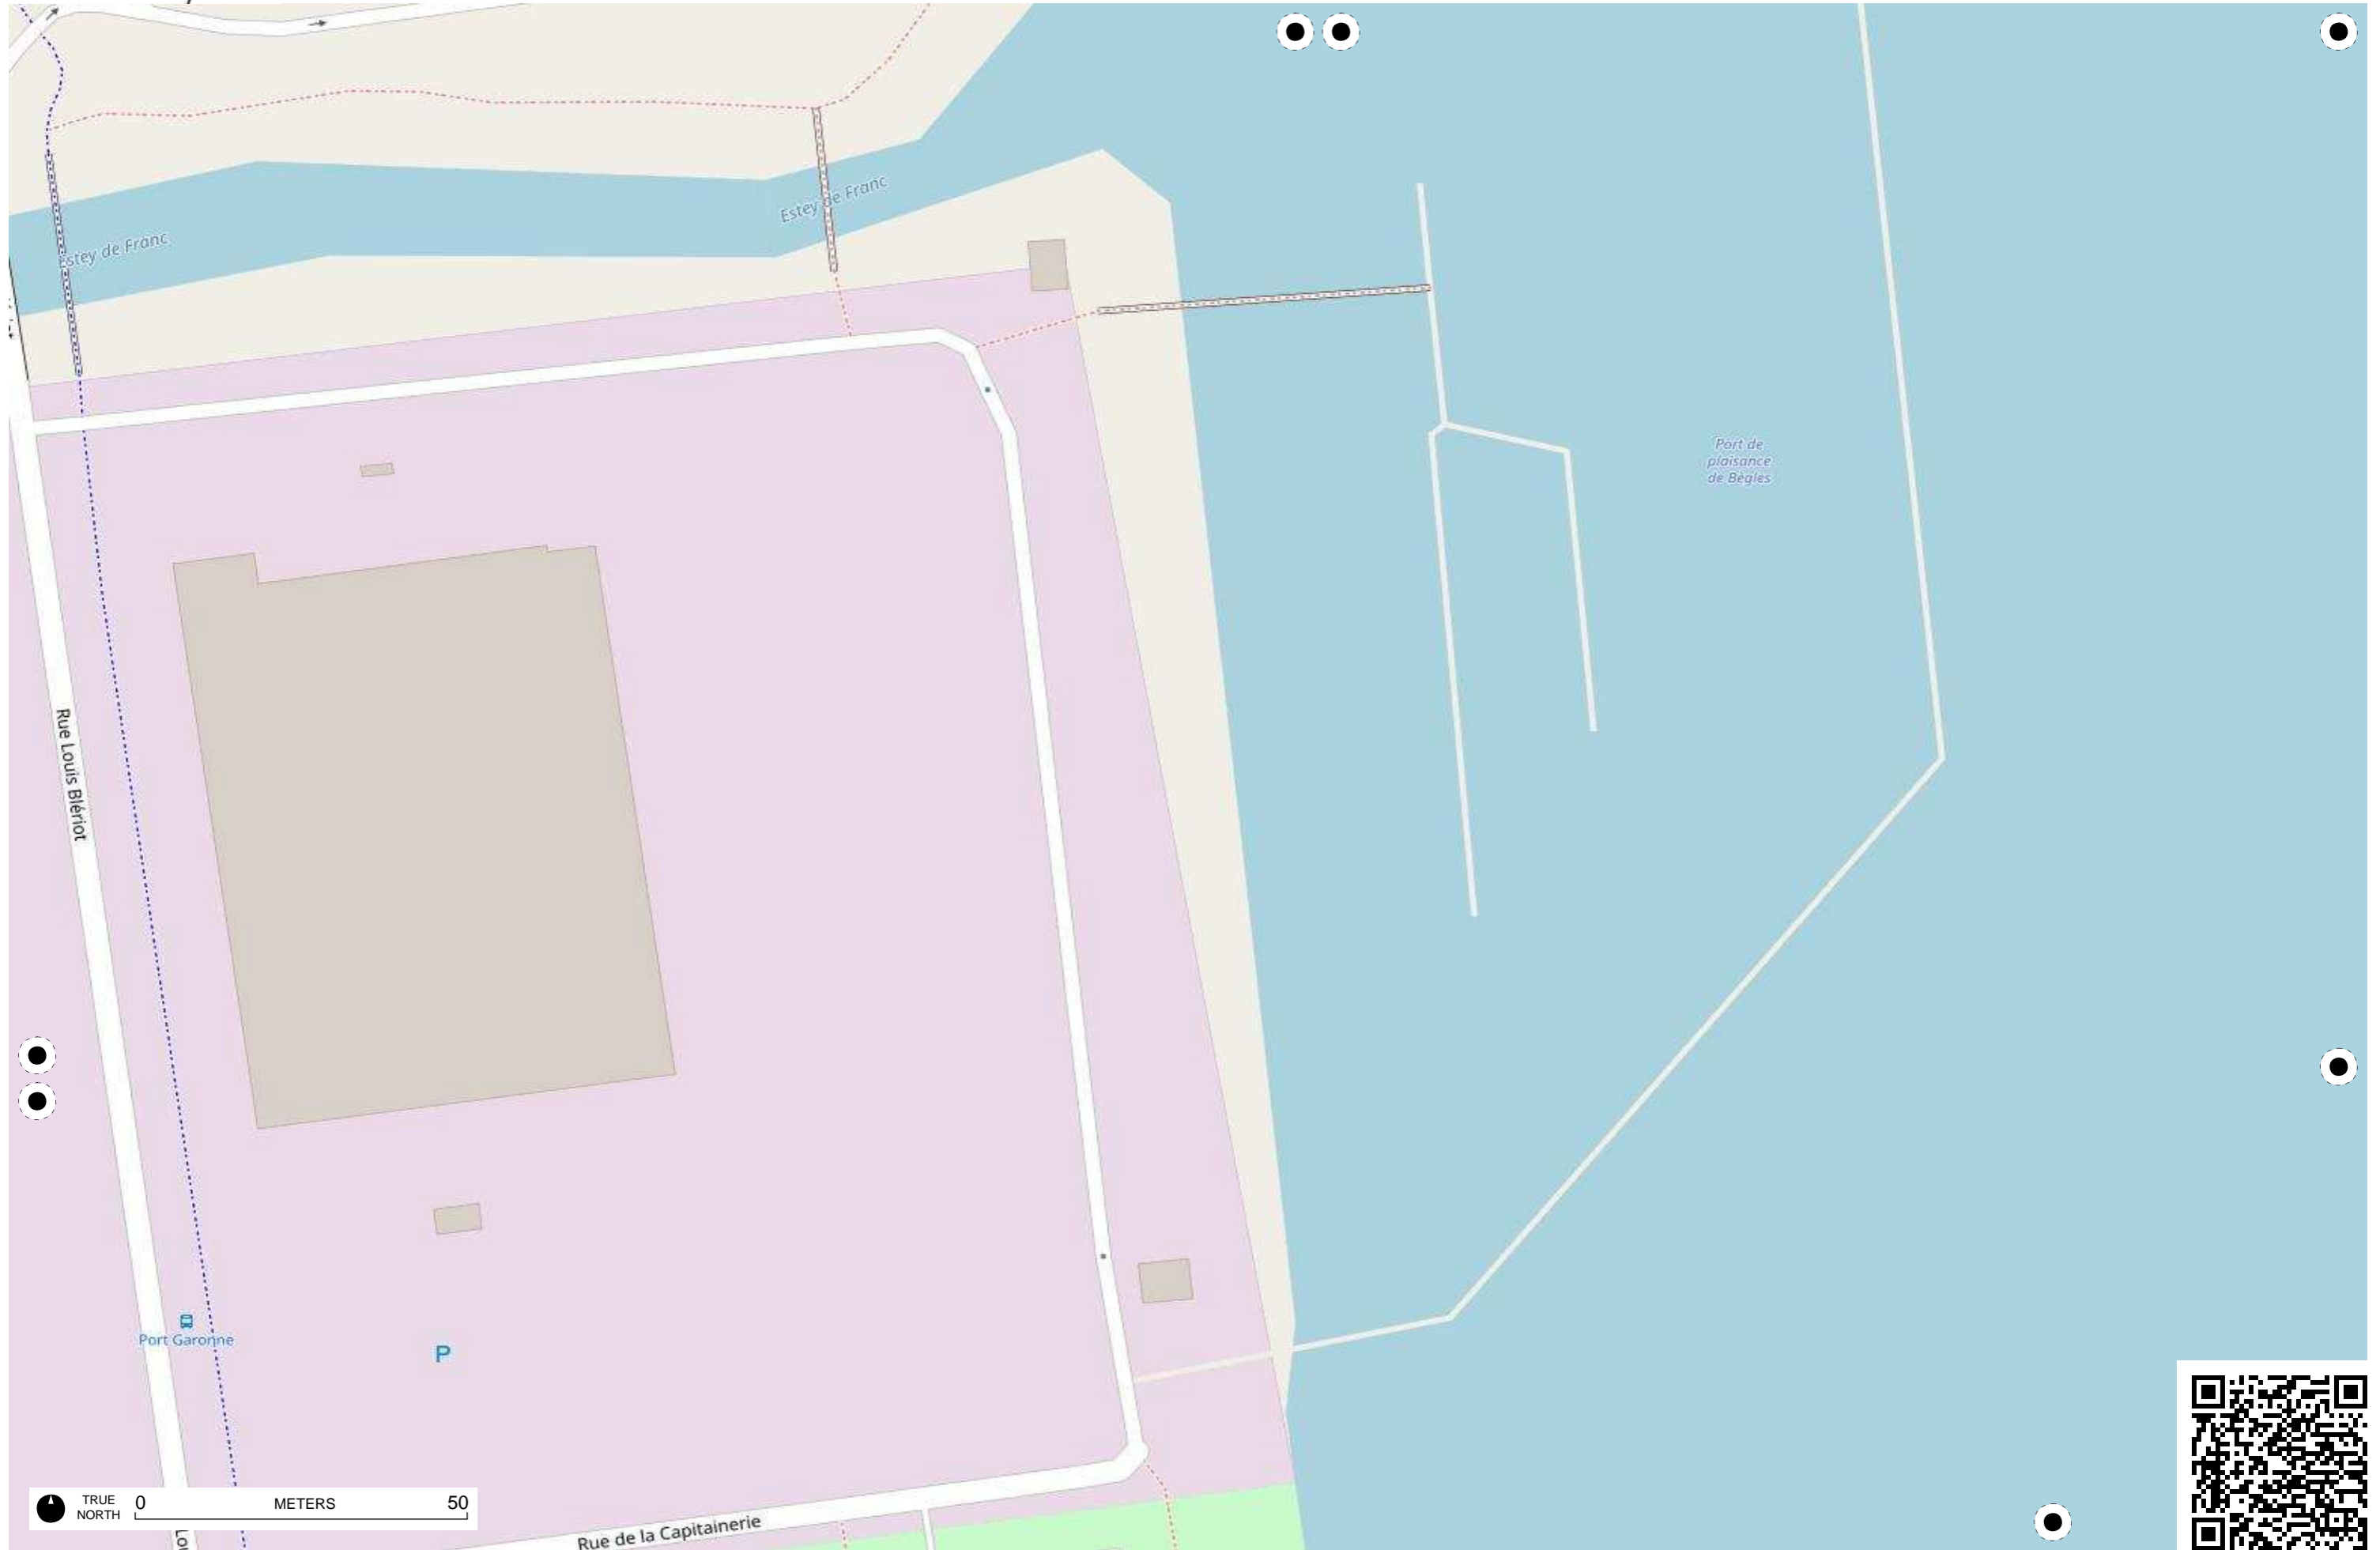 Estey de Franc
Estey de Franc
Port de
plaisance
de Bègles
Rue Louis Blériot
Port Garonne
P
TRUE
NORTH
0
METERS
50
Rue de la Capitainerie